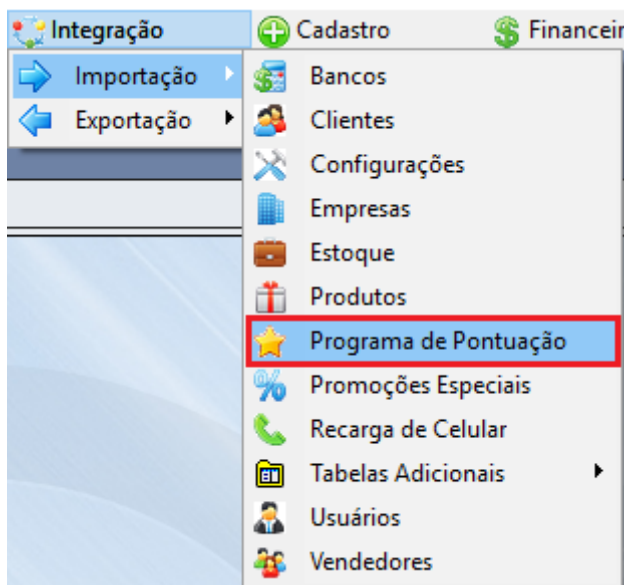 Integração Cadastro Financeir
Importação
Exportação
Bancos
Clientes
Configurações
Empresas
Estoque
Produtos
Programa de Pontuação
Promoções Especiais
Recarga de Celular
Tabelas Adicionais
Usuários
Vendedores